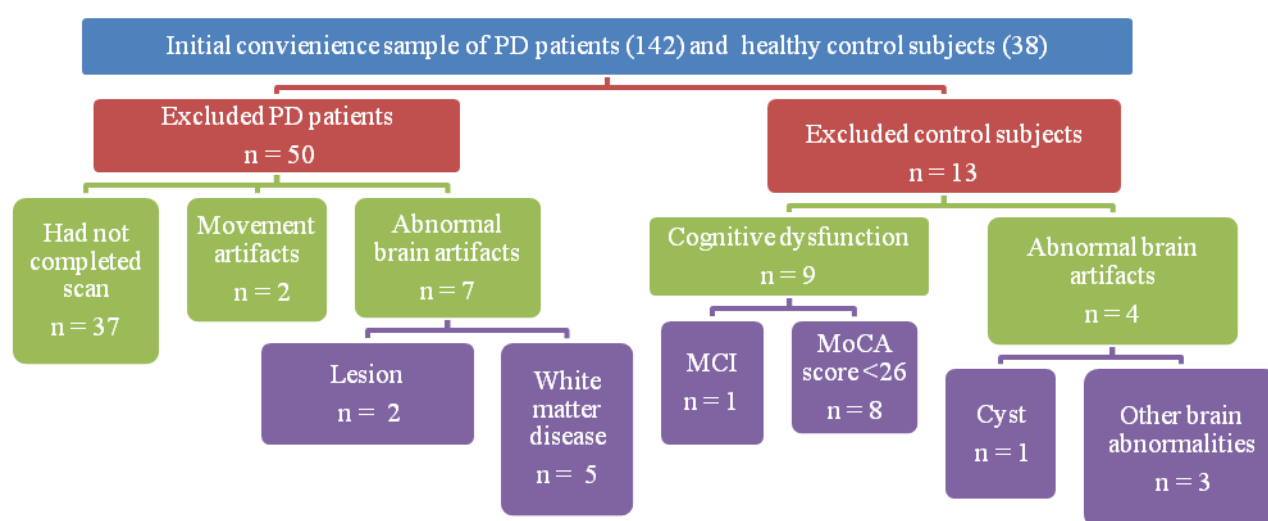 Initial convienience sample of PD patients (142) and healthy control subjects (38)
Excluded PD patients
n = 50
Excluded control subjects
n = 13
Had not
completed
scan
n = 37
Movement
artifacts
n = 2
Abnormal
brain artifacts
n = 7
Cognitive dysfunction
n = 9
Abnormal brain
artifacts
n = 4
Lesion
n = 2
White
matter
disease
n = 5
MCI
n = 1
MoCA
score <26
n = 8
Cyst
n = 1
Other brain
abnormalities
n = 3